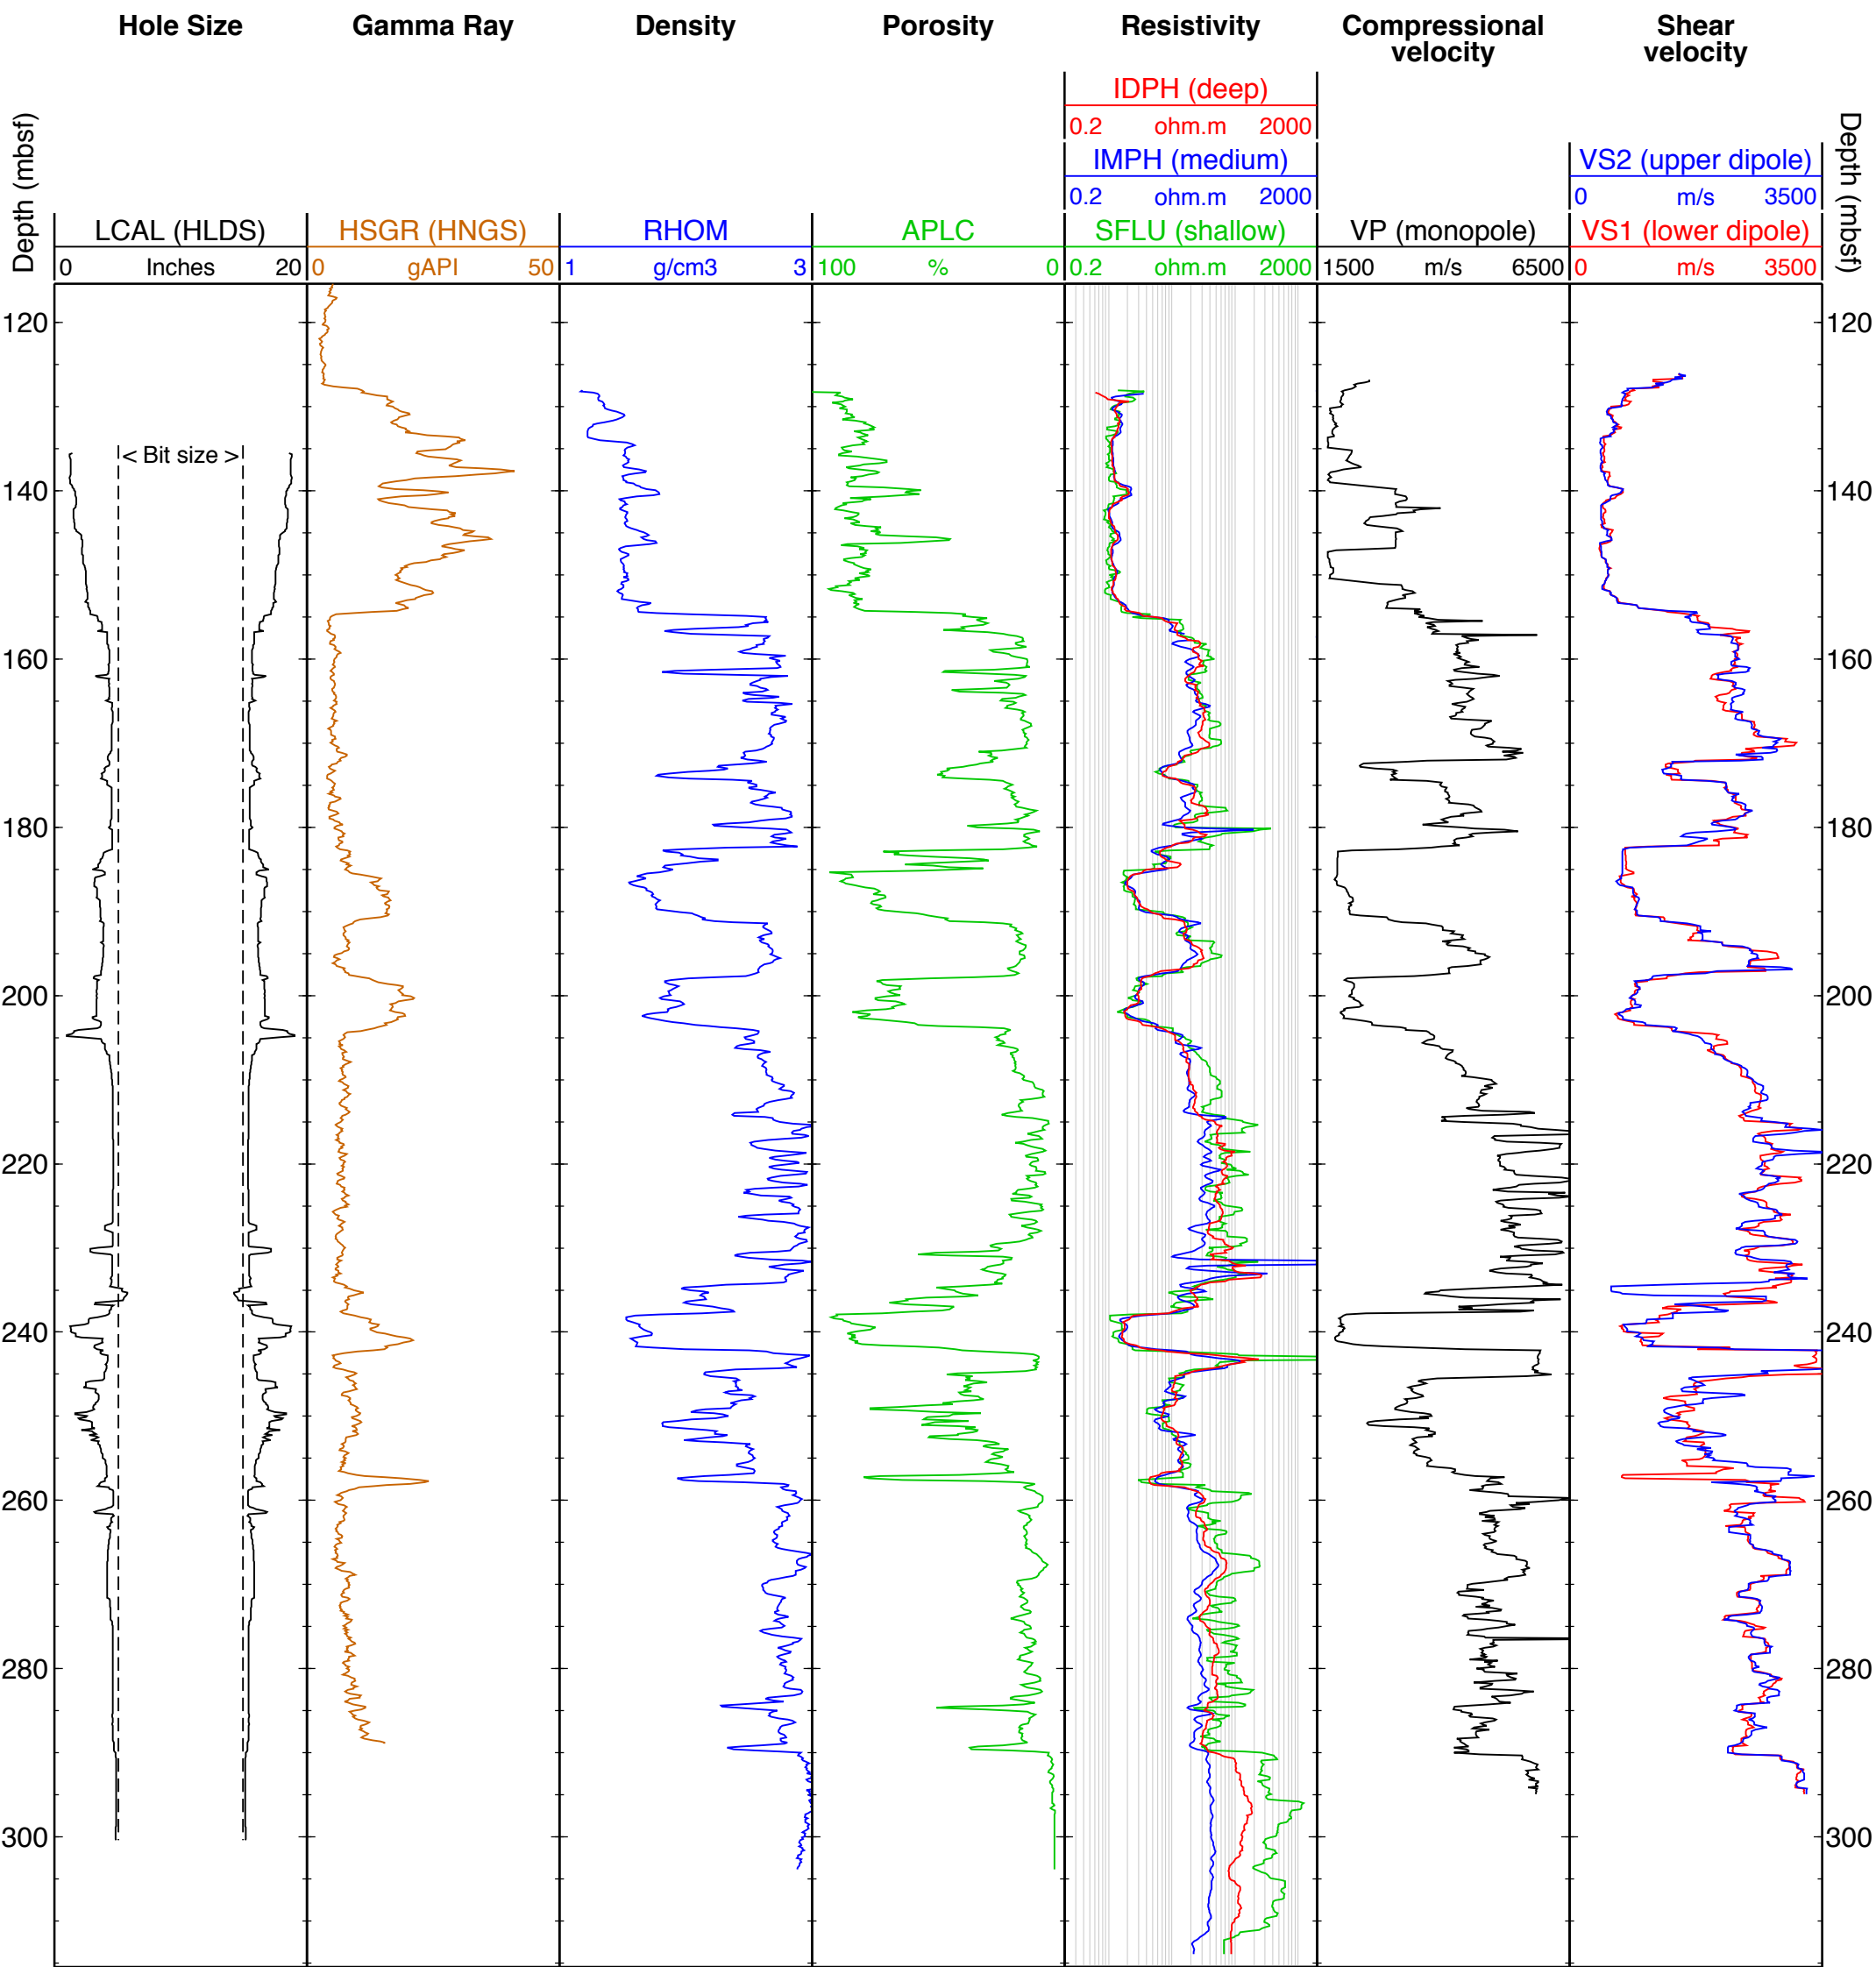 Hole Size Gamma Ray Density Porosity Resistivity Compressional velocity Shear velocity
IDPH (deep)
0.2 ohm.m 2000
IMPH (medium) VS2 (upper dipole)
0.2 ohm.m 2000 0 m/s 3500
Depth (mbsf) LCAL (HLDS) HSGR (HNGS) RHOM APLC SFLU (shallow) VP (monopole) VS1 (lower dipole) Depth (mbsf)
0 Inches 20 0 gAPI 50 1 g/cm3 3 100 % 0 0.2 ohm.m 2000 1500 m/s 6500 0 m/s 3500
120 120
< Bit size >
140 140
160 160
180 180
200 200
220 220
240 240
260 260
280 280
300 300